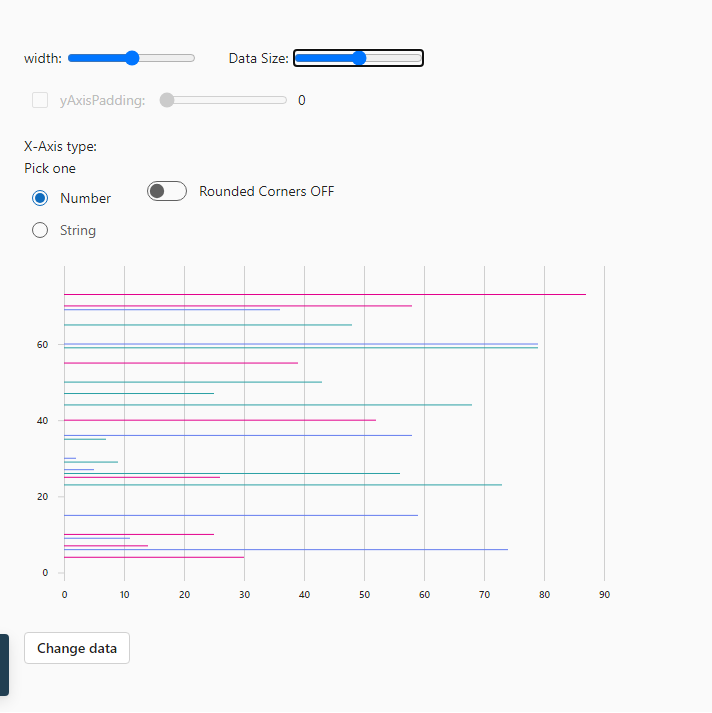 width: Data Size:
yAxisPadding: 0
X-Axis type:
Pick one
Number
Rounded Corners OFF
String
60
40
20
0
0 10 20 30 40 50 60 70 80 90
Change data